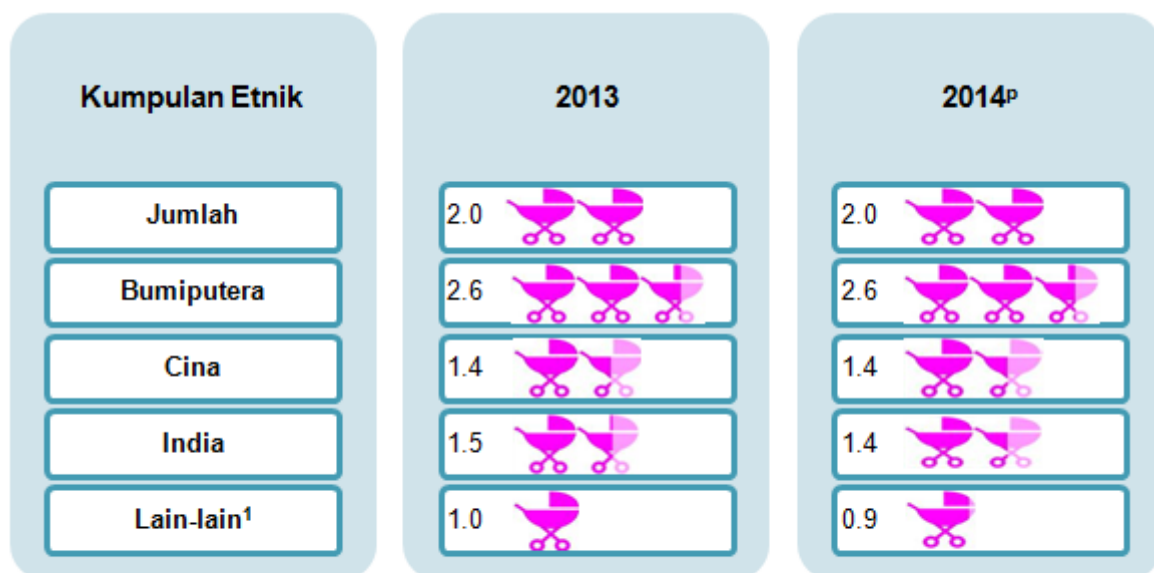 Kumpulan Etnik 2013 2014ᵖ
Jumlah 2.0 2.0
Bumiputera 2.6 2.6
Cina 1.4 1.4
India 1.5 1.4
Lain-lain¹ 1.0 0.9